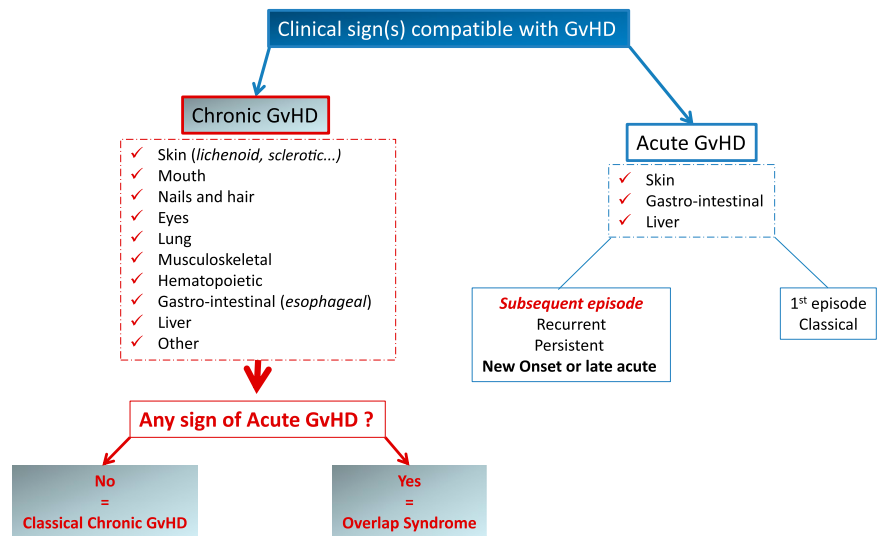 Clinical sign(s) compatible with GvHD
Chronic GvHD
Skin (lichenoid, sclerotic...)
Mouth
Nails and hair
Eyes
Lung
Musculoskeletal
Hematopoietic
Gastro-intestinal (esophageal)
Liver
Other
Any sign of Acute GvHD ?
No
=
Classical Chronic GvHD
Yes
=
Overlap Syndrome
Acute GvHD
Skin
Gastro-intestinal
Liver
Subsequent episode
Recurrent
Persistent
New Onset or late acute
1st episode
Classical